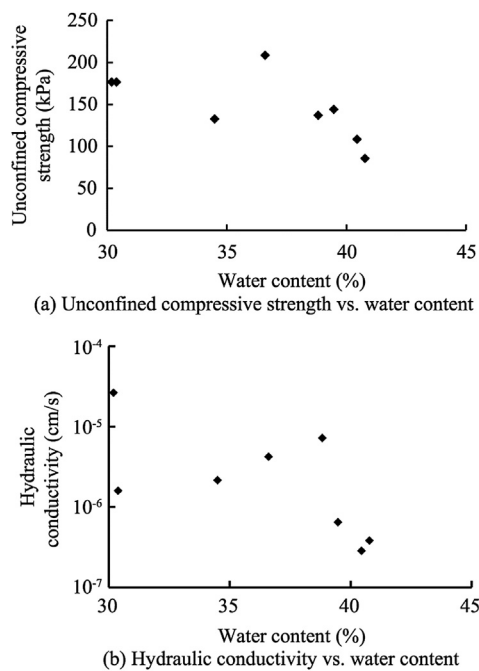 Unconfined compressive
strength (kPa)
250
200
150
100
50
0
30 35 40 45
Water content (%)
(a) Unconfined compressive strength vs. water content
Hydraulic
conductivity (cm/s)
10⁻⁴
10⁻⁵
10⁻⁶
10⁻⁷
30 35 40 45
Water content (%)
(b) Hydraulic conductivity vs. water content